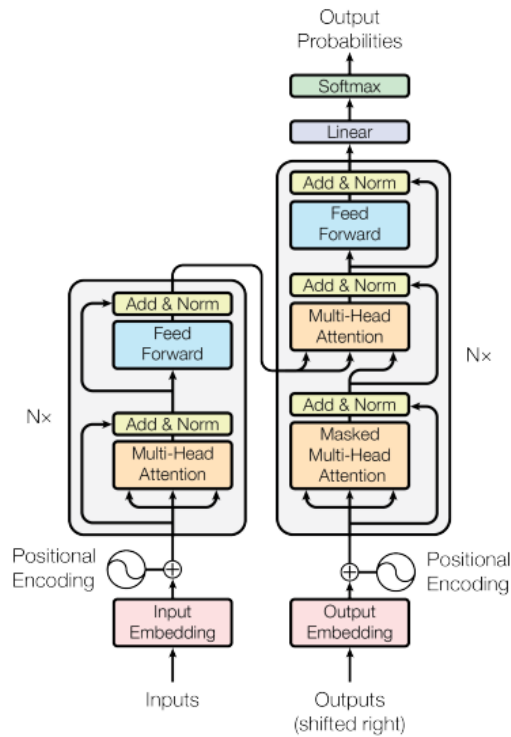 Output
Probabilities
Softmax
Linear
Add & Norm
Feed
Forward
Add & Norm
Multi-Head
Attention
Nx
Add & Norm
Masked
Multi-Head
Attention
Positional
Encoding
Output
Embedding
Outputs
(shifted right)
Add & Norm
Feed
Forward
Nx
Add & Norm
Multi-Head
Attention
Positional
Encoding
Input
Embedding
Inputs